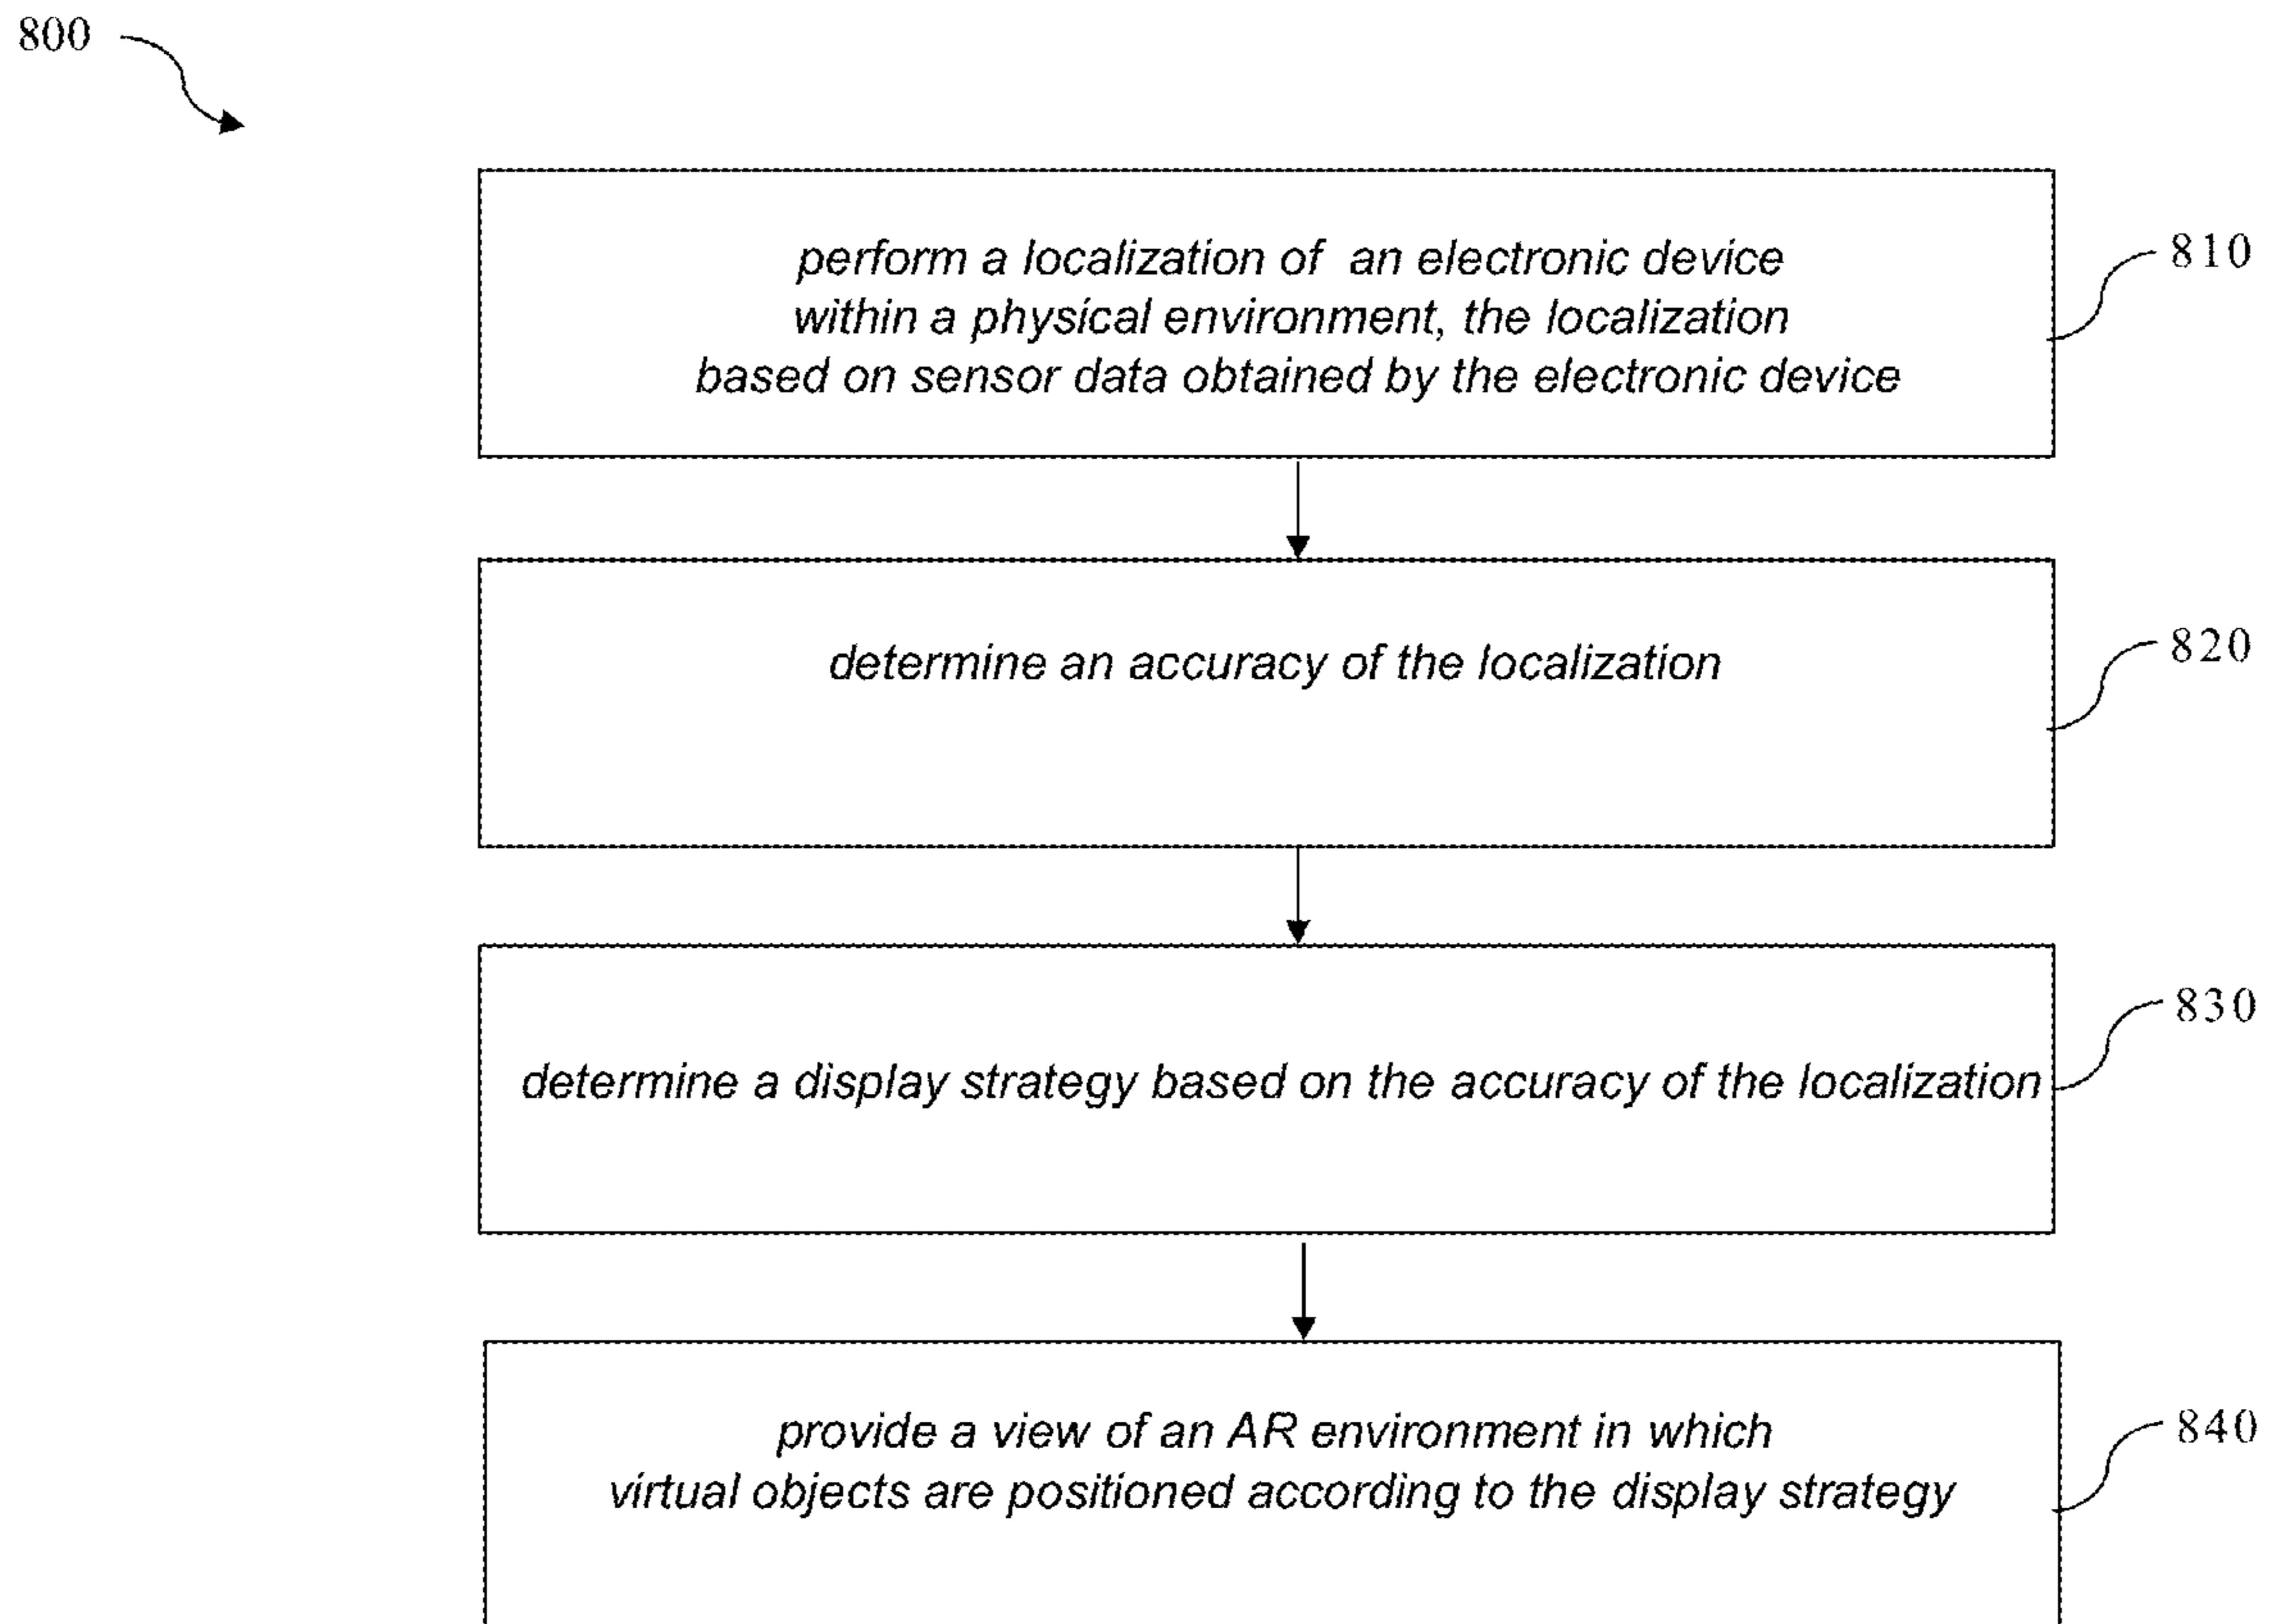 800
perform a localization of an electronic device
within a physical environment, the localization
based on sensor data obtained by the electronic device
810
determine an accuracy of the localization
820
determine a display strategy based on the accuracy of the localization
830
provide a view of an AR environment in which
virtual objects are positioned according to the display strategy
840